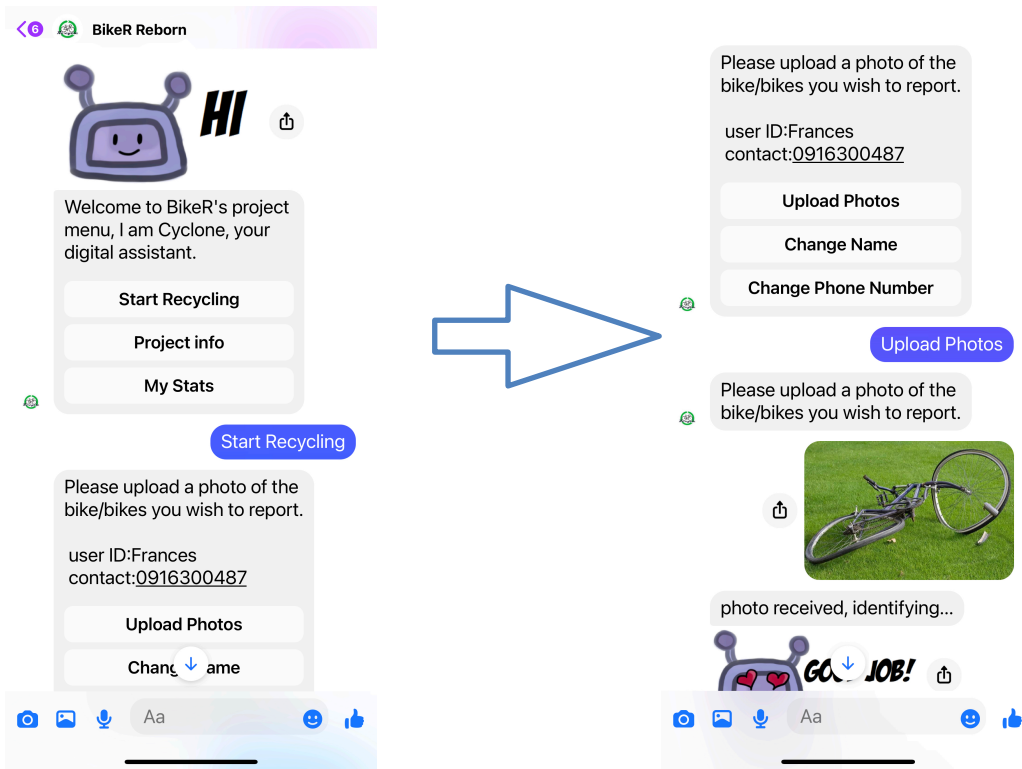 6
BikeR Reborn
HI
Welcome to BikeR's project
menu, I am Cyclone, your
digital assistant.
Start Recycling
Project info
My Stats
Start Recycling
Please upload a photo of the
bike/bikes you wish to report.
user ID:Frances
contact:0916300487
Upload Photos
Aa
Please upload a photo of the
bike/bikes you wish to report.
user ID:Frances
contact:0916300487
Upload Photos
Change Name
Change Phone Number
Upload Photos
Please upload a photo of the
bike/bikes you wish to report.
photo received, identifying...
JOB!
Aa